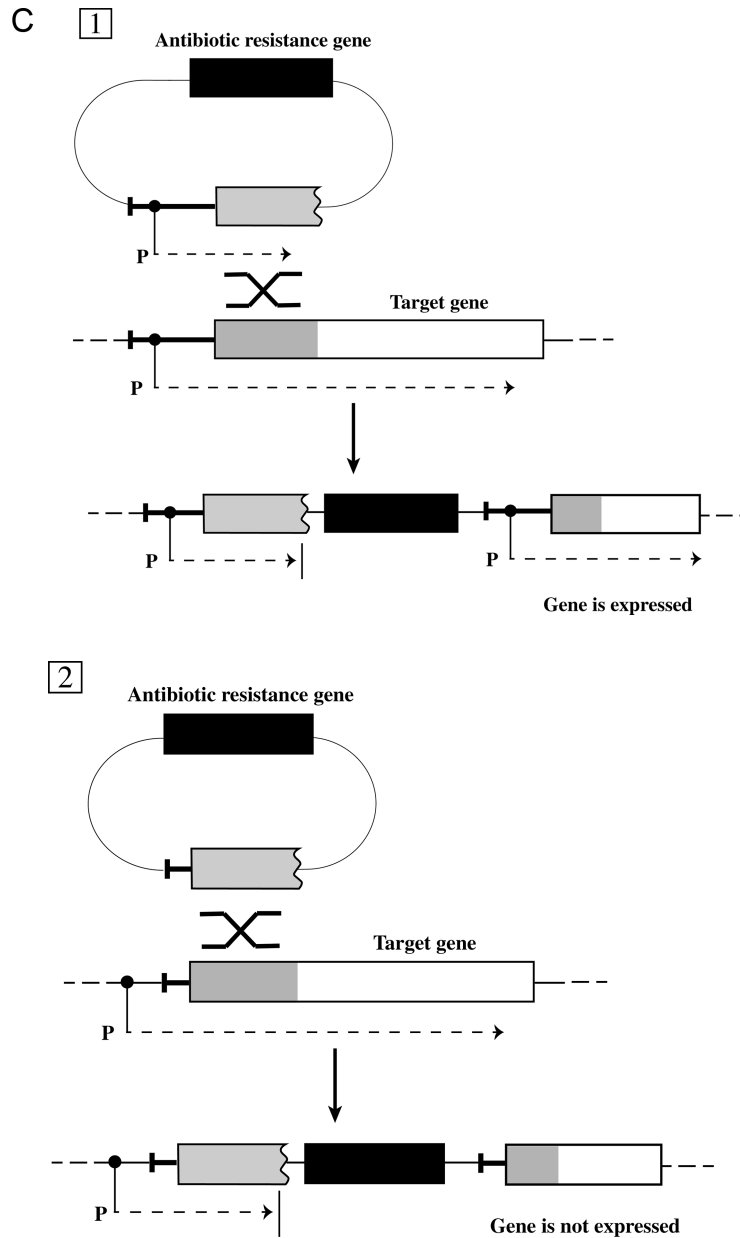 C 1
Antibiotic resistance gene
P
Target gene
P
P P
Gene is expressed
2
Antibiotic resistance gene
Target gene
P
P
Gene is not expressed